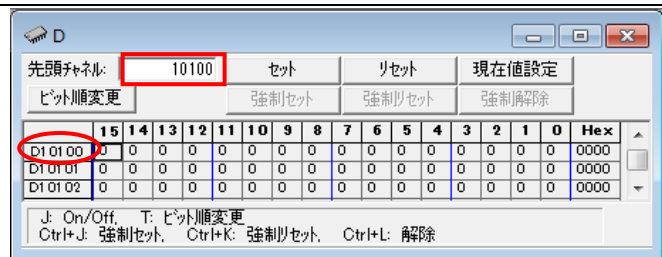 D
先頭チャネル: 10100 セット リセット 現在値設定
ビット順変更 強制セット 強制リセット 強制解除
15 14 13 12 11 10 9 8 7 6 5 4 3 2 1 0 Hex
D10100 0 0 0 0 0 0 0 0 0 0 0 0 0 0 0 0 0000
D10101 0 0 0 0 0 0 0 0 0 0 0 0 0 0 0 0 0000
D10102 0 0 0 0 0 0 0 0 0 0 0 0 0 0 0 0 0000
J: On/Off, T: ビット順変更
Ctrl+J: 強制セット, Ctrl+K: 強制リセット, Ctrl+L: 解除